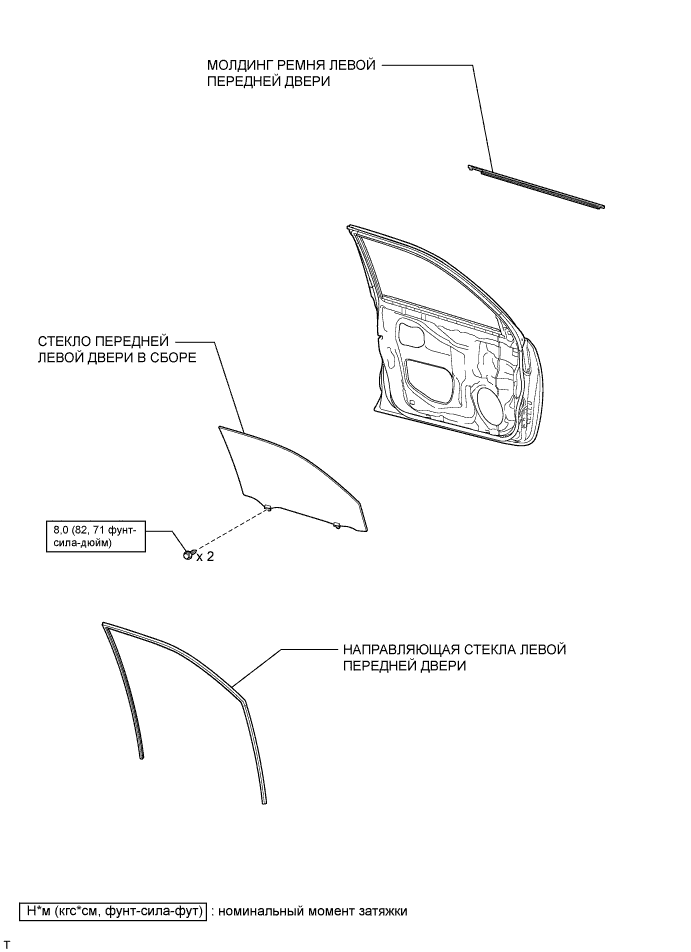 МОЛДИНГ РЕМНЯ ЛЕВОЙ
ПЕРЕДНЕЙ ДВЕРИ
СТЕКЛО ПЕРЕДНЕЙ
ЛЕВОЙ ДВЕРИ В СБОРЕ
8,0 (82, 71 фунт-
сила-дюйм)
x 2
НАПРАВЛЯЮЩАЯ СТЕКЛА ЛЕВОЙ
ПЕРЕДНЕЙ ДВЕРИ
Н*м (кгс*см, фунт-сила-фут) : номинальный момент затяжки
T